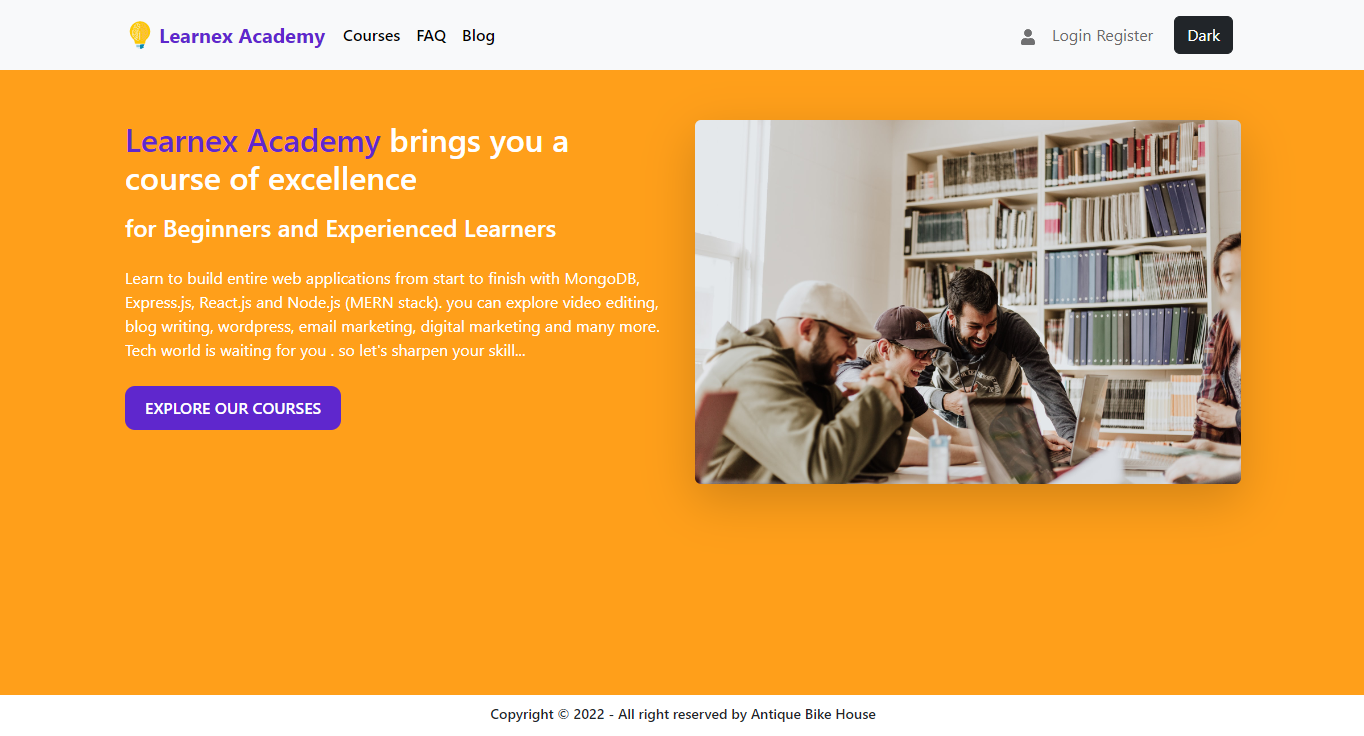 Learnex Academy Courses FAQ Blog Login Register Dark
Learnex Academy brings you a
course of excellence
for Beginners and Experienced Learners
Learn to build entire web applications from start to finish with MongoDB,
Express.js, React.js and Node.js (MERN stack). you can explore video editing,
blog writing, wordpress, email marketing, digital marketing and many more.
Tech world is waiting for you . so let's sharpen your skill...
EXPLORE OUR COURSES
Copyright © 2022 - All right reserved by Antique Bike House